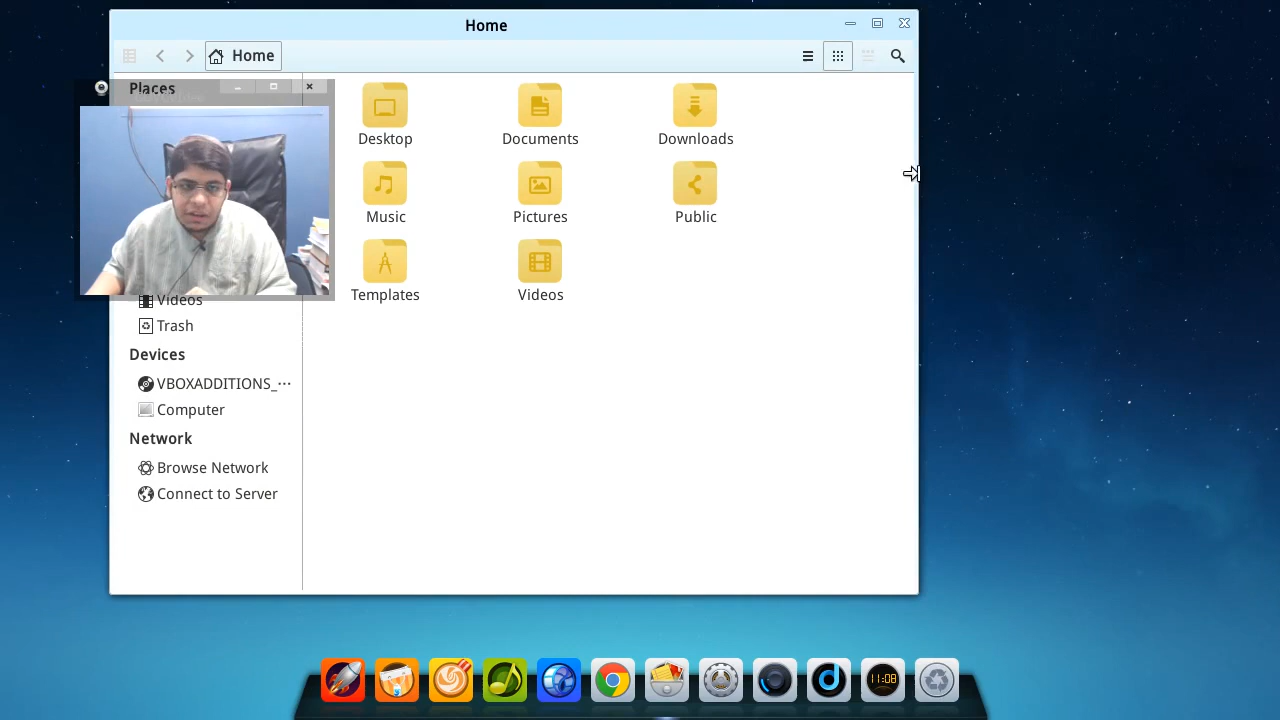 Home
Home
Places
Videos
Trash
Devices
VBOXADDITIONS_···
Computer
Network
Browse Network
Connect to Server
Desktop
Documents
Downloads
Music
Pictures
Public
Templates
Videos
11:08